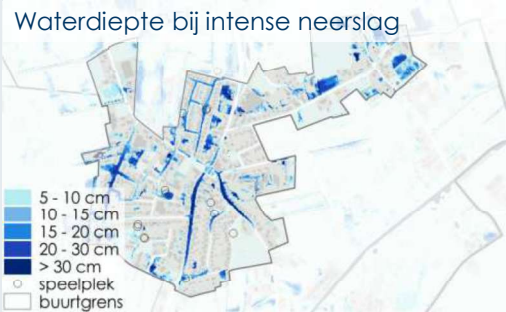 Waterdiepte bij intense neerslag
5 - 10 cm
10 - 15 cm
15 - 20 cm
20 - 30 cm
> 30 cm
speelplek
buurtgrens